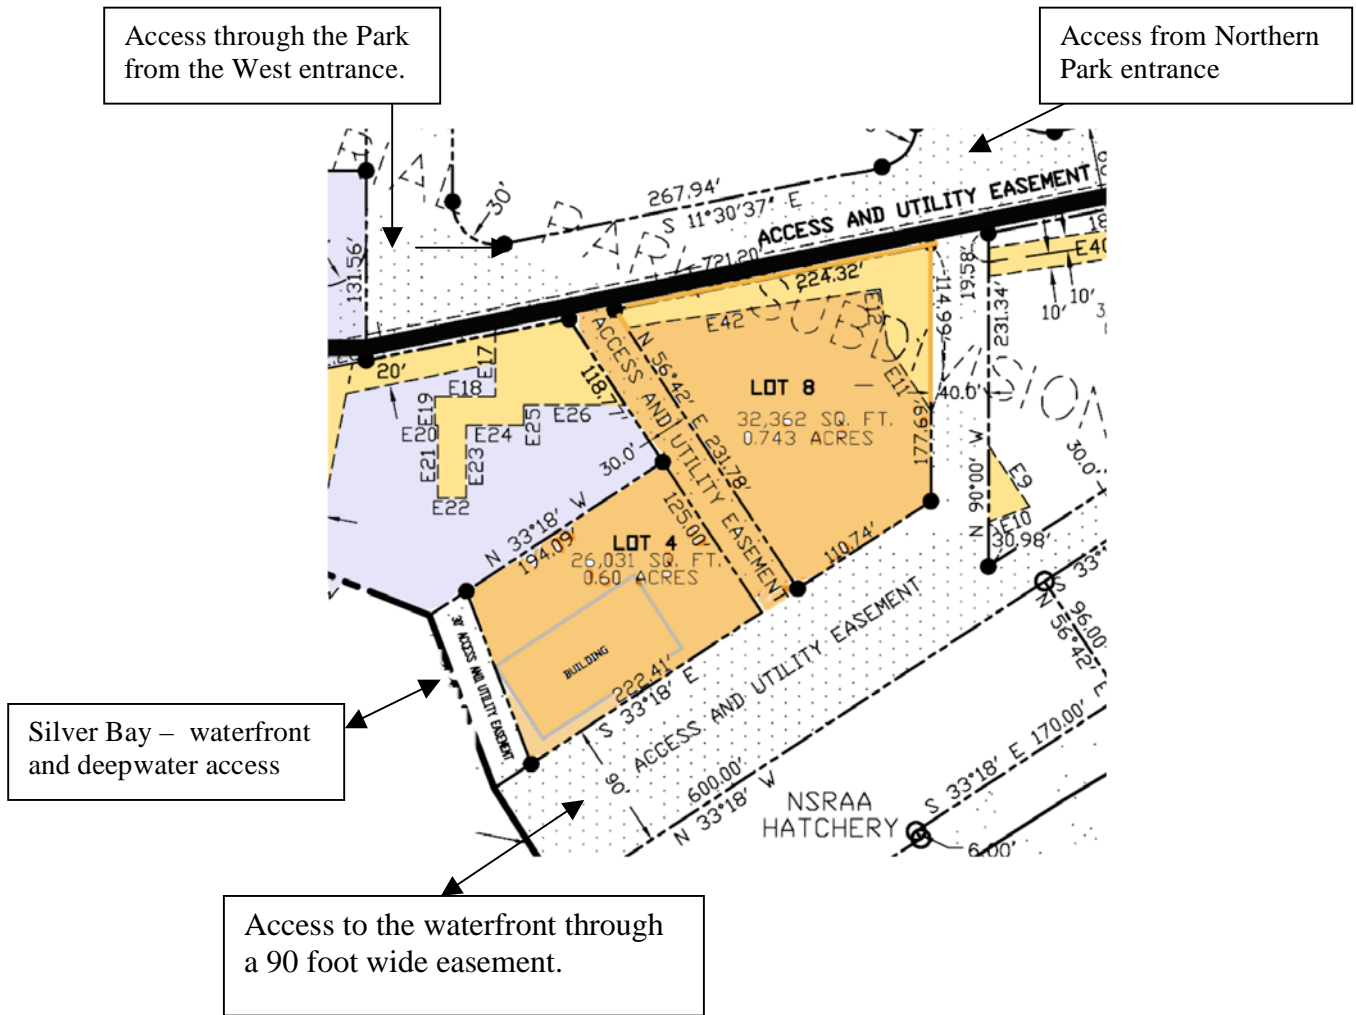 Access through the Park
from the West entrance.
Access from Northern
Park entrance
30'
267.94'
S 11°30'37" E
ACCESS AND UTILITY EASEMENT
721.20'
131.56'
224.32'
114.99'
19.58'
18
E40
10'
10'
231.34'
E42
E12
E11
SUBD
20'
E17
E18
E19
E20
E21
E22
E23
E24
E25
E26
118.7
ACCESS AND UTILITY EASEMENT
N 56°42' E 231.78'
LOT 8
32,362 SQ. FT.
0.743 ACRES
40.0'
177.69'
N 90°00' W
E9
E10
30.98'
30.0'
30.0'
N 33°18' W
194.09'
125.00'
110.74'
LOT 4
26,031 SQ. FT.
0.60 ACRES
BUILDING
30' ACCESS AND UTILITY EASEMENT
222.41'
S 33°18' E
ACCESS AND UTILITY EASEMENT
S 33°
96.00
N 56°42' E
90'
600.00'
N 33°18' W
S 33°18' E 170.00'
NSRAA
HATCHERY
6.00'
Silver Bay – waterfront
and deepwater access
Access to the waterfront through
a 90 foot wide easement.